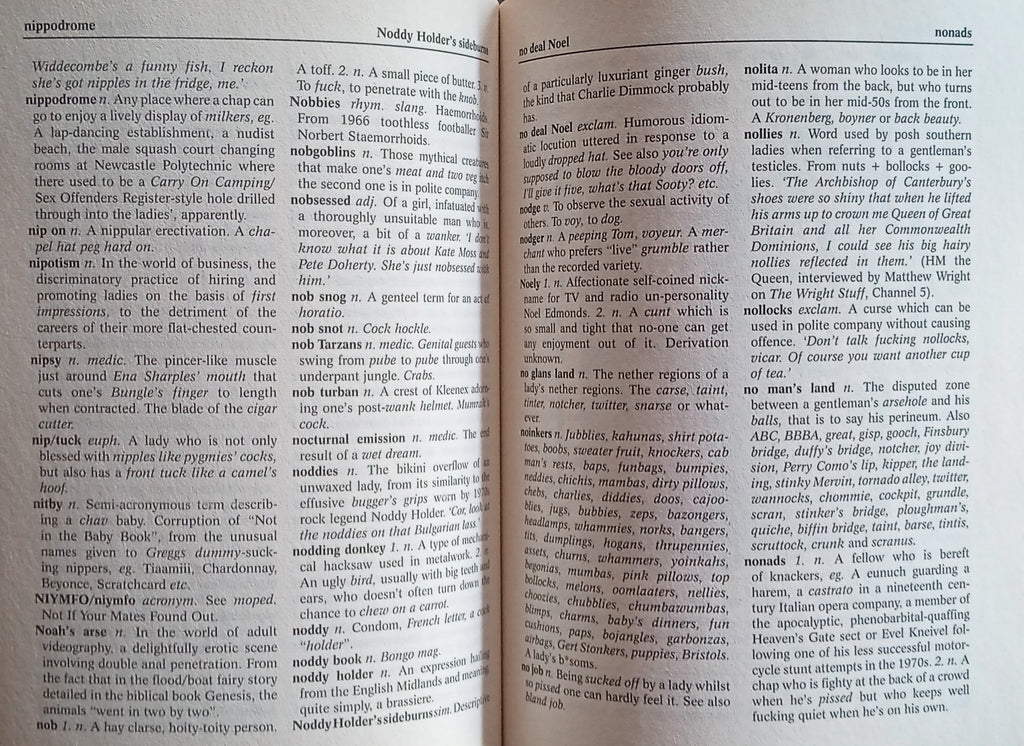 nippodrome
Noddy Holder's sideburns
Widdecombe's a funny fish, I reckon
she's got nipples in the fridge, me.'
nippodrome n. Any place where a chap can
go to enjoy a lively display of milkers, eg.
A lap-dancing establishment, a nudist
beach, the male squash court changing
rooms at Newcastle Polytechnic where
there used to be a Carry On Camping/
Sex Offenders Register-style hole drilled
through into the ladies', apparently.
nip on n. A nippular erectivation. A cha-
pel hat peg hard on.
nipotism n. In the world of business, the
discriminatory practice of hiring and
promoting ladies on the basis of first
impressions, to the detriment of the
careers of their more flat-chested coun-
terparts.
nipsy n. medic. The pincer-like muscle
just around Ena Sharples' mouth that
cuts one's Bungle's finger to length
when contracted. The blade of the cigar
cutter.
nip/tuck euph. A lady who is not only
blessed with nipples like pygmies' cocks,
but also has a front tuck like a camel's
hoof.
nitby n. Semi-acronymous term describ-
ing a chav baby. Corruption of "Not
in the Baby Book", from the unusual
names given to Greggs dummy-suck-
ing nippers, eg. Tiaamiii, Chardonnay,
Beyonce, Scratchcard etc.
NIYMFO/niymfo acronym. See moped.
Not If Your Mates Found Out.
Noah's arse n. In the world of adult
videography, a delightfully erotic scene
involving double anal penetration. From
the fact that in the flood/boat fairy story
detailed in the biblical book Genesis, the
animals "went in two by two".
nob 1. n. A hay clarse, hoity-toity person.
A toff. 2. n. A small piece of butter. 3. v.
To fuck, to penetrate with the knob.
Nobbies rhym. slang. Haemorrhoids.
From 1966 toothless footballer Sir
Norbert Staemorrhoids.
nobgoblins n. Those mythical creatures
that make one's meat and two veg itch
the second one is in polite company.
nobsessed adj. Of a girl, infatuated with
a thoroughly unsuitable man who is,
moreover, a bit of a wanker. 'I don't
know what it is about Kate Moss and
Pete Doherty. She's just nobsessed with
him.'
nob snog n. A genteel term for an act of
horatio.
nob snot n. Cock hockle.
nob Tarzans n. medic. Genital guests who
swing from pube to pube through one's
underpant jungle. Crabs.
nob turban n. A crest of Kleenex adorn-
ing one's post-wank helmet. Mumrah's
cock.
nocturnal emission n. medic. The end
result of a wet dream.
noddies n. The bikini overflow of an
unwaxed lady, from its similarity to the
effusive bugger's grips worn by 1970s
rock legend Noddy Holder. 'Cor, look at
the noddies on that Bulgarian lass.'
nodding donkey 1. n. A type of mechan-
ical hacksaw used in metalwork. 2. n.
An ugly bird, usually with big teeth and
ears, who doesn't often turn down the
chance to chew on a carrot.
noddy n. Condom, French letter, a cock
"holder".
noddy book n. Bongo mag.
noddy holder n. An expression hailing
from the English Midlands and meaning
quite simply, a brassiere.
Noddy Holder's sideburns sim. Descriptive
no deal Noel
nonads
of a particularly luxuriant ginger bush,
the kind that Charlie Dimmock probably
has.
no deal Noel exclam. Humorous idiom-
atic locution uttered in response to a
loudly dropped hat. See also you're only
supposed to blow the bloody doors off,
I'll give it five, what's that Sooty? etc.
nodge v. To observe the sexual activity of
others. To voy, to dog.
nodger n. A peeping Tom, voyeur. A mer-
chant who prefers "live" grumble rather
than the recorded variety.
Noely 1. n. Affectionate self-coined nick-
name for TV and radio un-personality
Noel Edmonds. 2. n. A cunt which is
so small and tight that no-one can get
any enjoyment out of it. Derivation
unknown.
no glans land n. The nether regions of a
lady's nether regions. The carse, taint,
tinter, notcher, twitter, snarse or what-
ever.
noinkers n. Jubblies, kahunas, shirt pota-
toes, boobs, sweater fruit, knockers, cab
man's rests, baps, funbags, bumpies,
neddies, chichis, mambas, dirty pillows,
chebs, charlies, diddies, doos, cajoo-
blies, jugs, bubbies, zeps, bazongers,
headlamps, whammies, norks, bangers,
tits, dumplings, hogans, thrupennies,
assets, churns, whammers, yoinkahs,
begonias, mumbas, pink pillows, top
bollocks, melons, oomlaaters, nellies,
choozies, chubblies, chumbawumbas,
blimps, charms, baby's dinners, fun
cushions, paps, bojangles, garbonzas,
airbags, Gert Stonkers, puppies, Bristols.
A lady's b*soms.
no job n. Being sucked off by a lady whilst
so pissed one can hardly feel it. See also
bland job.
nolita n. A woman who looks to be in her
mid-teens from the back, but who turns
out to be in her mid-50s from the front.
A Kronenberg, boyner or back beauty.
nollies n. Word used by posh southern
ladies when referring to a gentleman's
testicles. From nuts + bollocks + goo-
lies. 'The Archbishop of Canterbury's
shoes were so shiny that when he lifted
his arms up to crown me Queen of Great
Britain and all her Commonwealth
Dominions, I could see his big hairy
nollies reflected in them.' (HM the
Queen, interviewed by Matthew Wright
on The Wright Stuff, Channel 5).
nollocks exclam. A curse which can be
used in polite company without causing
offence. 'Don't talk fucking nollocks,
vicar. Of course you want another cup
of tea.'
no man's land n. The disputed zone
between a gentleman's arsehole and his
balls, that is to say his perineum. Also
ABC, BBBA, great, gisp, gooch, Finsbury
bridge, duffy's bridge, notcher, joy divi-
sion, Perry Como's lip, kipper, the land-
ing, stinky Mervin, tornado alley, twitter,
wannocks, chommie, cockpit, grundle,
scran, stinker's bridge, ploughman's,
quiche, biffin bridge, taint, barse, tintis,
scruttock, crunk and scranus.
nonads 1. n. A fellow who is bereft
of knackers, eg. A eunuch guarding a
harem, a castrato in a nineteenth cen-
tury Italian opera company, a member of
the apocalyptic, phenobarbital-quaffing
Heaven's Gate sect or Evel Kneivel fol-
lowing one of his less successful motor-
cycle stunt attempts in the 1970s. 2. n. A
chap who is fighty at the back of a crowd
when he's pissed but who keeps well
fucking quiet when he's on his own.